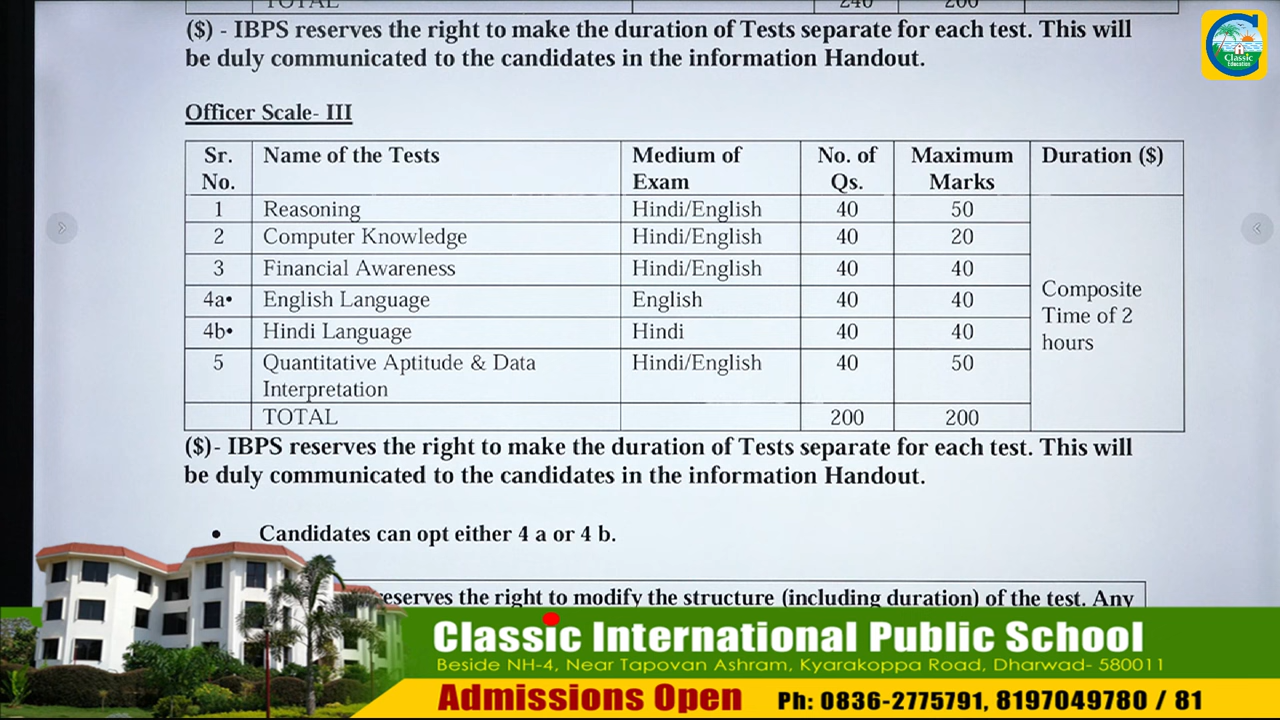 TOTAL 240 200
($) - IBPS reserves the right to make the duration of Tests separate for each test. This will
be duly communicated to the candidates in the information Handout.
Classic
Education
Officer Scale- III
Sr. No. Name of the Tests Medium of Exam No. of Qs. Maximum Marks Duration ($)
1 Reasoning Hindi/English 40 50
2 Computer Knowledge Hindi/English 40 20
3 Financial Awareness Hindi/English 40 40
4a• English Language English 40 40
4b• Hindi Language Hindi 40 40
5 Quantitative Aptitude & Data Interpretation Hindi/English 40 50
TOTAL 200 200
Composite
Time of 2
hours
($)- IBPS reserves the right to make the duration of Tests separate for each test. This will
be duly communicated to the candidates in the information Handout.
• Candidates can opt either 4 a or 4 b.
reserves the right to modify the structure (including duration) of the test. Any
Classic International Public School
Beside NH-4, Near Tapovan Ashram, Kyarakoppa Road, Dharwad- 580011
Admissions Open Ph: 0836-2775791, 8197049780 / 81